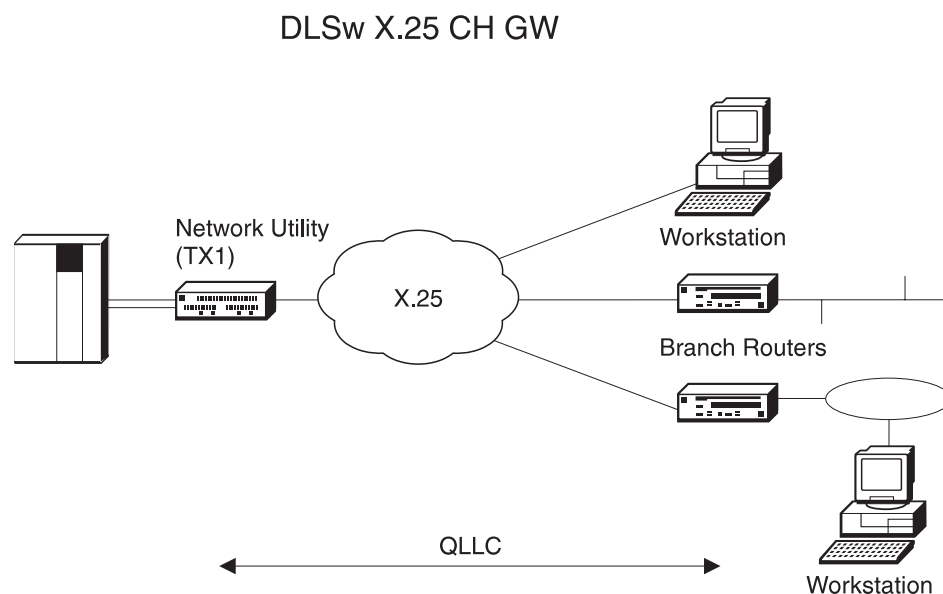 DLSw X.25 CH GW
Network Utility
(TX1)
X.25
Workstation
Branch Routers
QLLC
Workstation